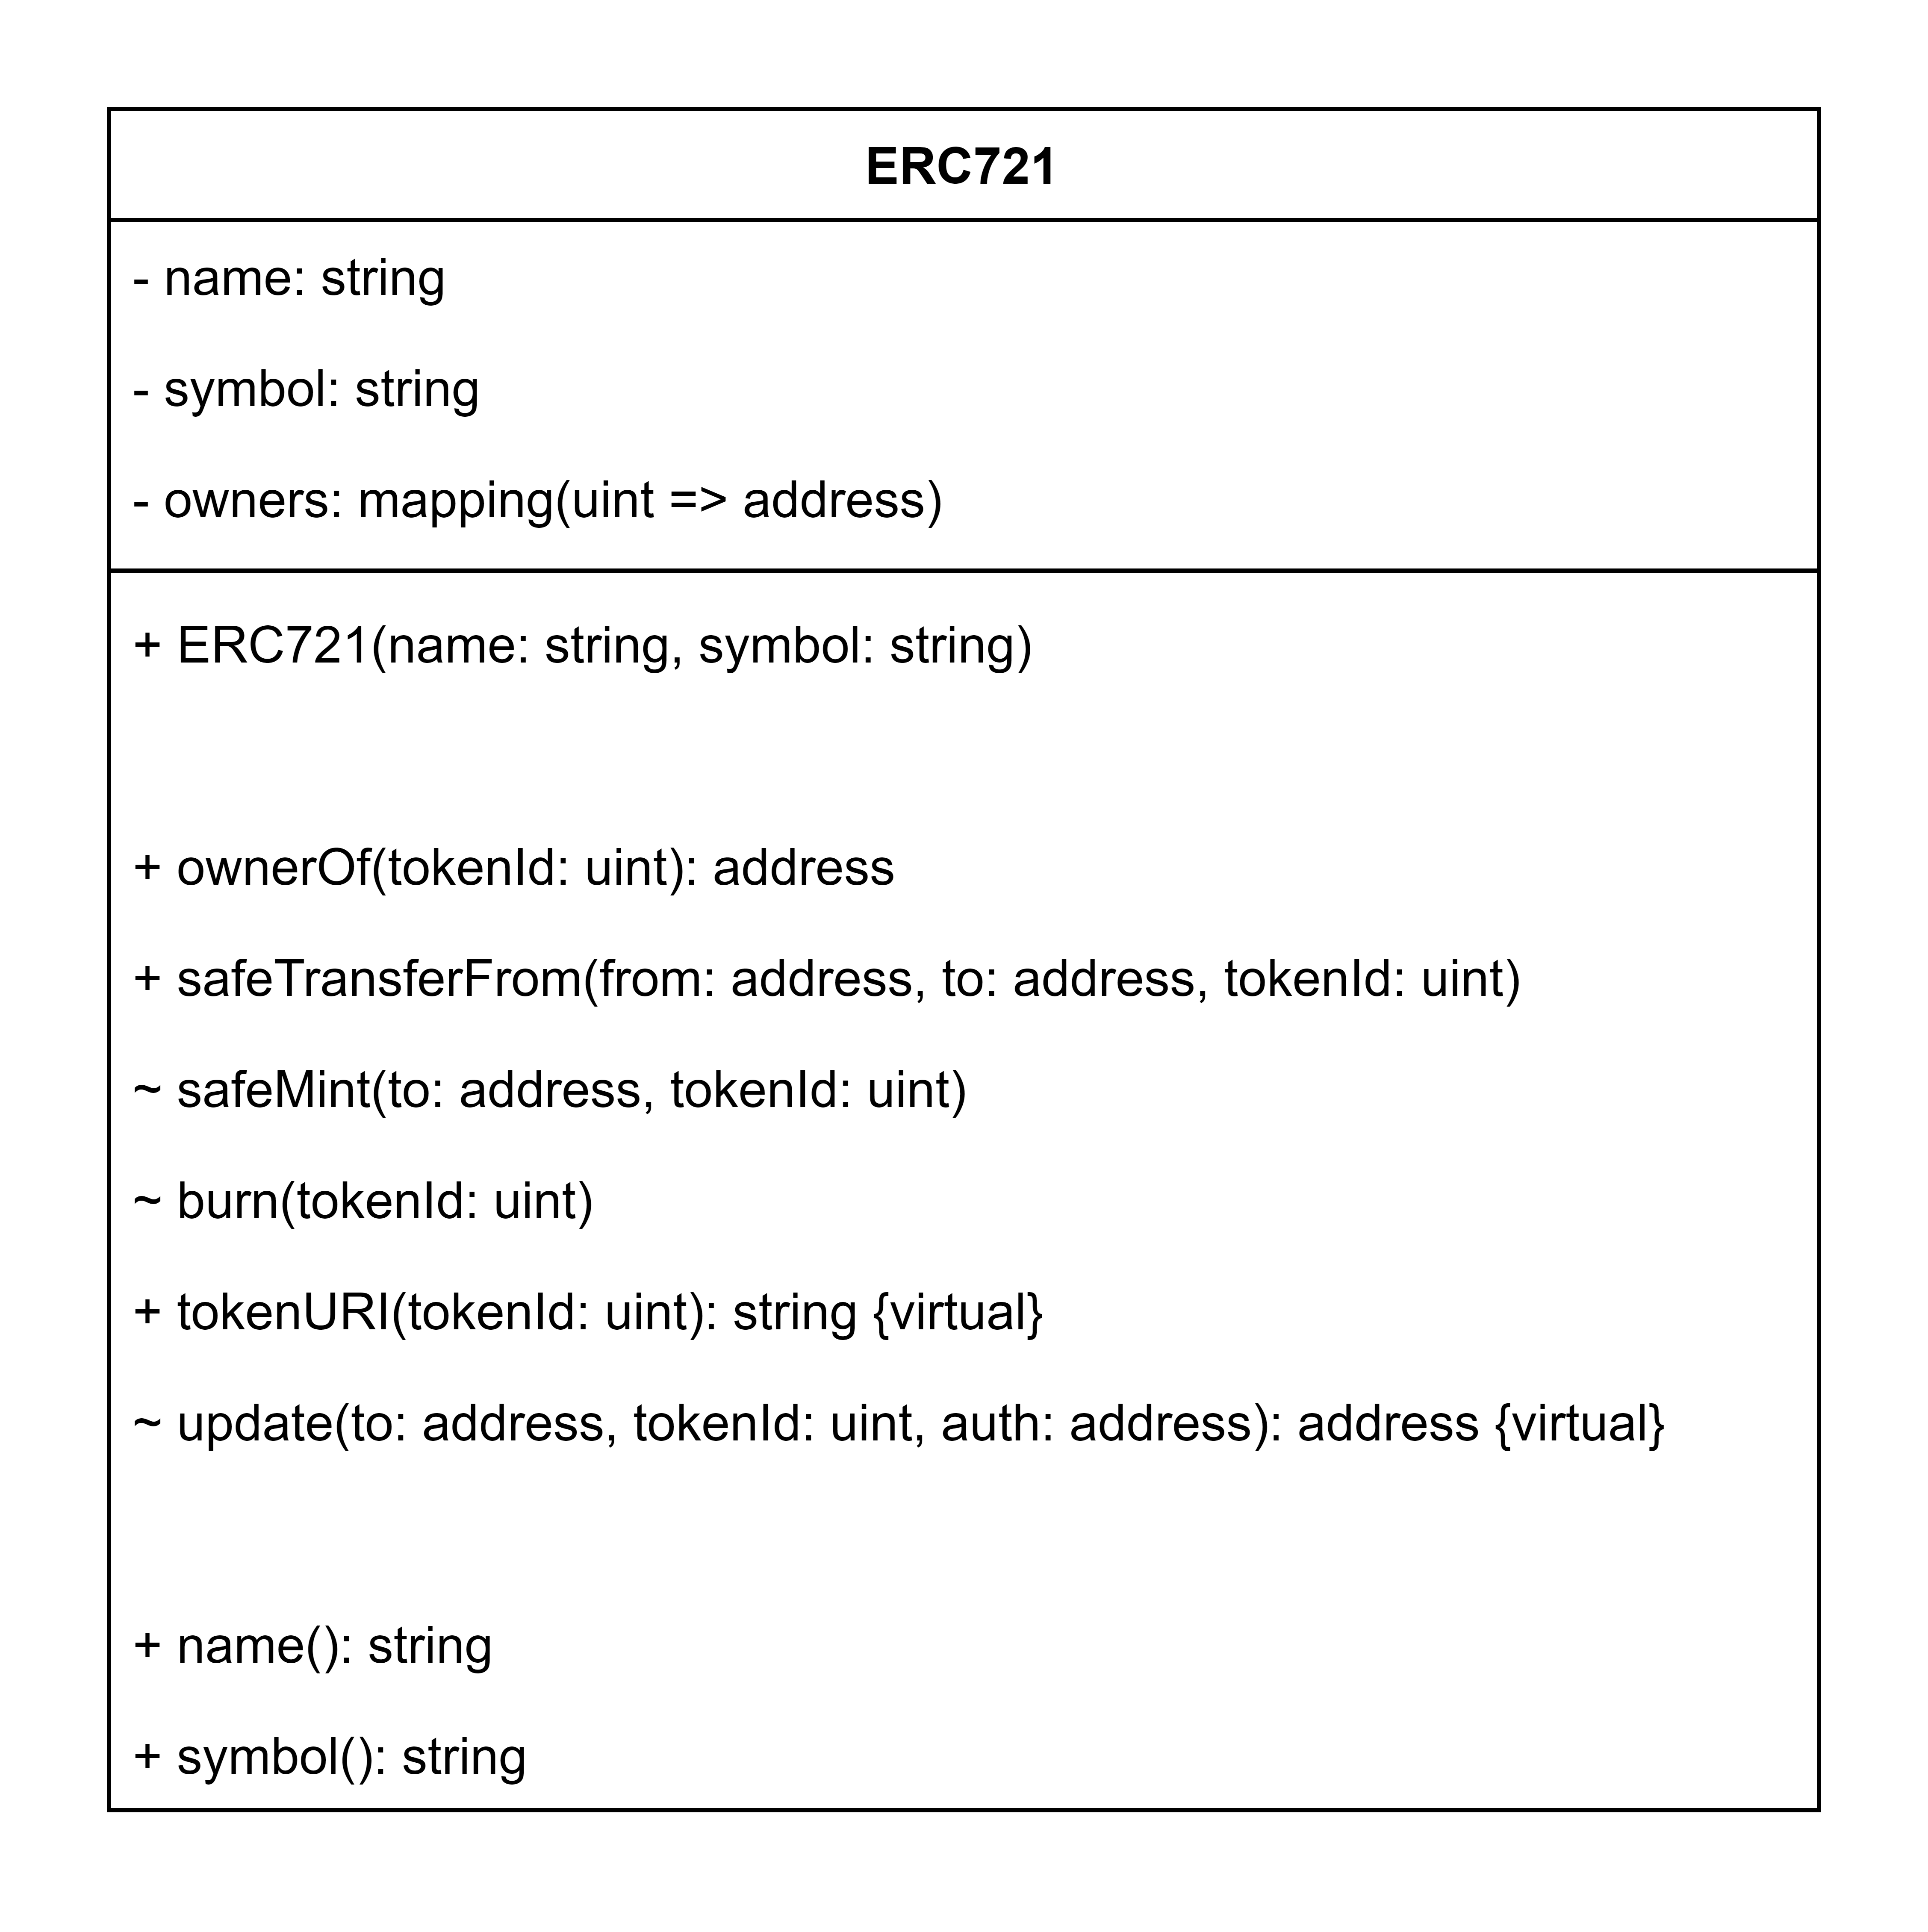 ERC721
- name: string
- symbol: string
- owners: mapping(uint => address)
+ ERC721(name: string, symbol: string)
+ ownerOf(tokenId: uint): address
+ safeTransferFrom(from: address, to: address, tokenId: uint)
~ safeMint(to: address, tokenId: uint)
~ burn(tokenId: uint)
+ tokenURI(tokenId: uint): string {virtual}
~ update(to: address, tokenId: uint, auth: address): address {virtual}
+ name(): string
+ symbol(): string